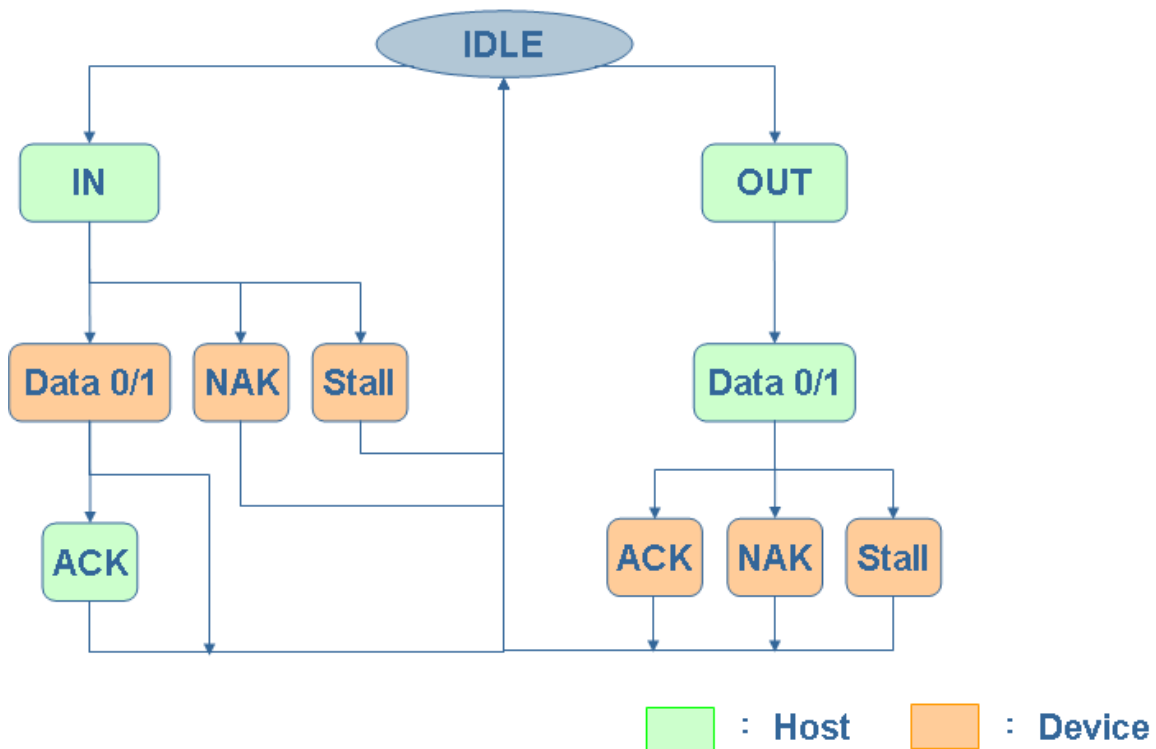 IDLE
IN
OUT
Data 0/1
NAK
Stall
Data 0/1
ACK
ACK
NAK
Stall
: Host
: Device